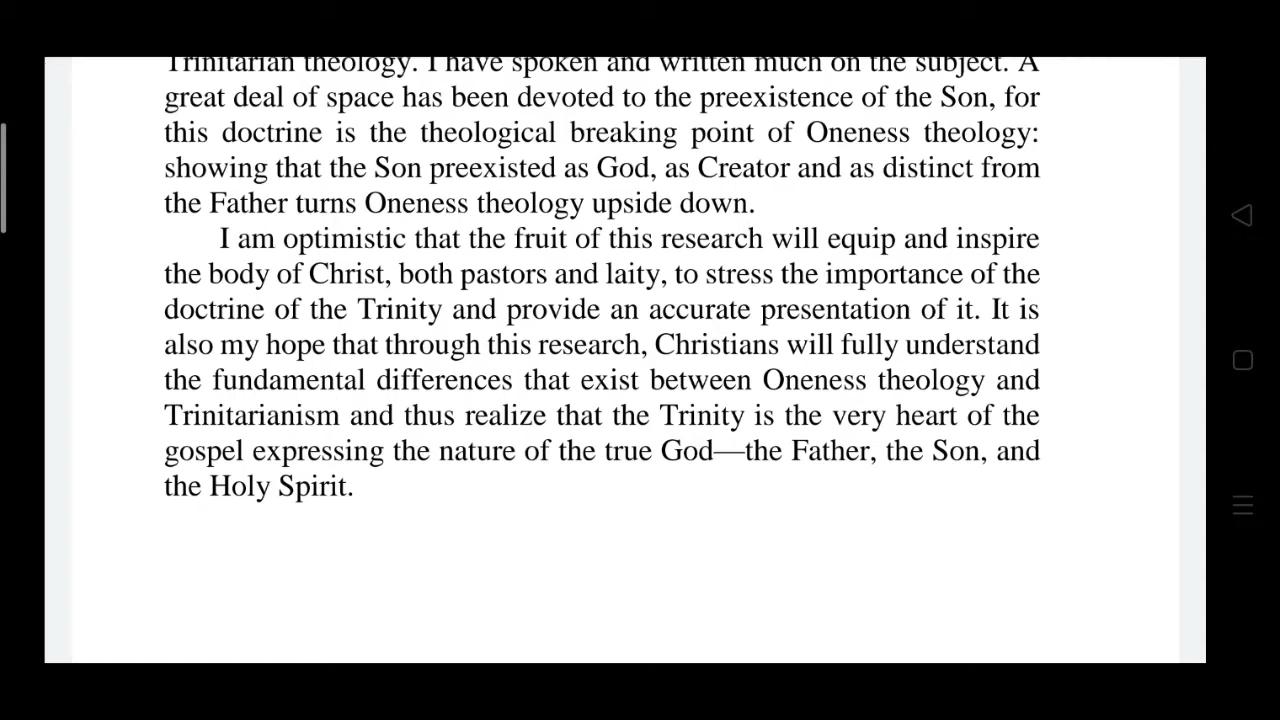 Trinitarian theology. I have spoken and written much on the subject. A
great deal of space has been devoted to the preexistence of the Son, for
this doctrine is the theological breaking point of Oneness theology:
showing that the Son preexisted as God, as Creator and as distinct from
the Father turns Oneness theology upside down.
I am optimistic that the fruit of this research will equip and inspire
the body of Christ, both pastors and laity, to stress the importance of the
doctrine of the Trinity and provide an accurate presentation of it. It is
also my hope that through this research, Christians will fully understand
the fundamental differences that exist between Oneness theology and
Trinitarianism and thus realize that the Trinity is the very heart of the
gospel expressing the nature of the true God—the Father, the Son, and
the Holy Spirit.